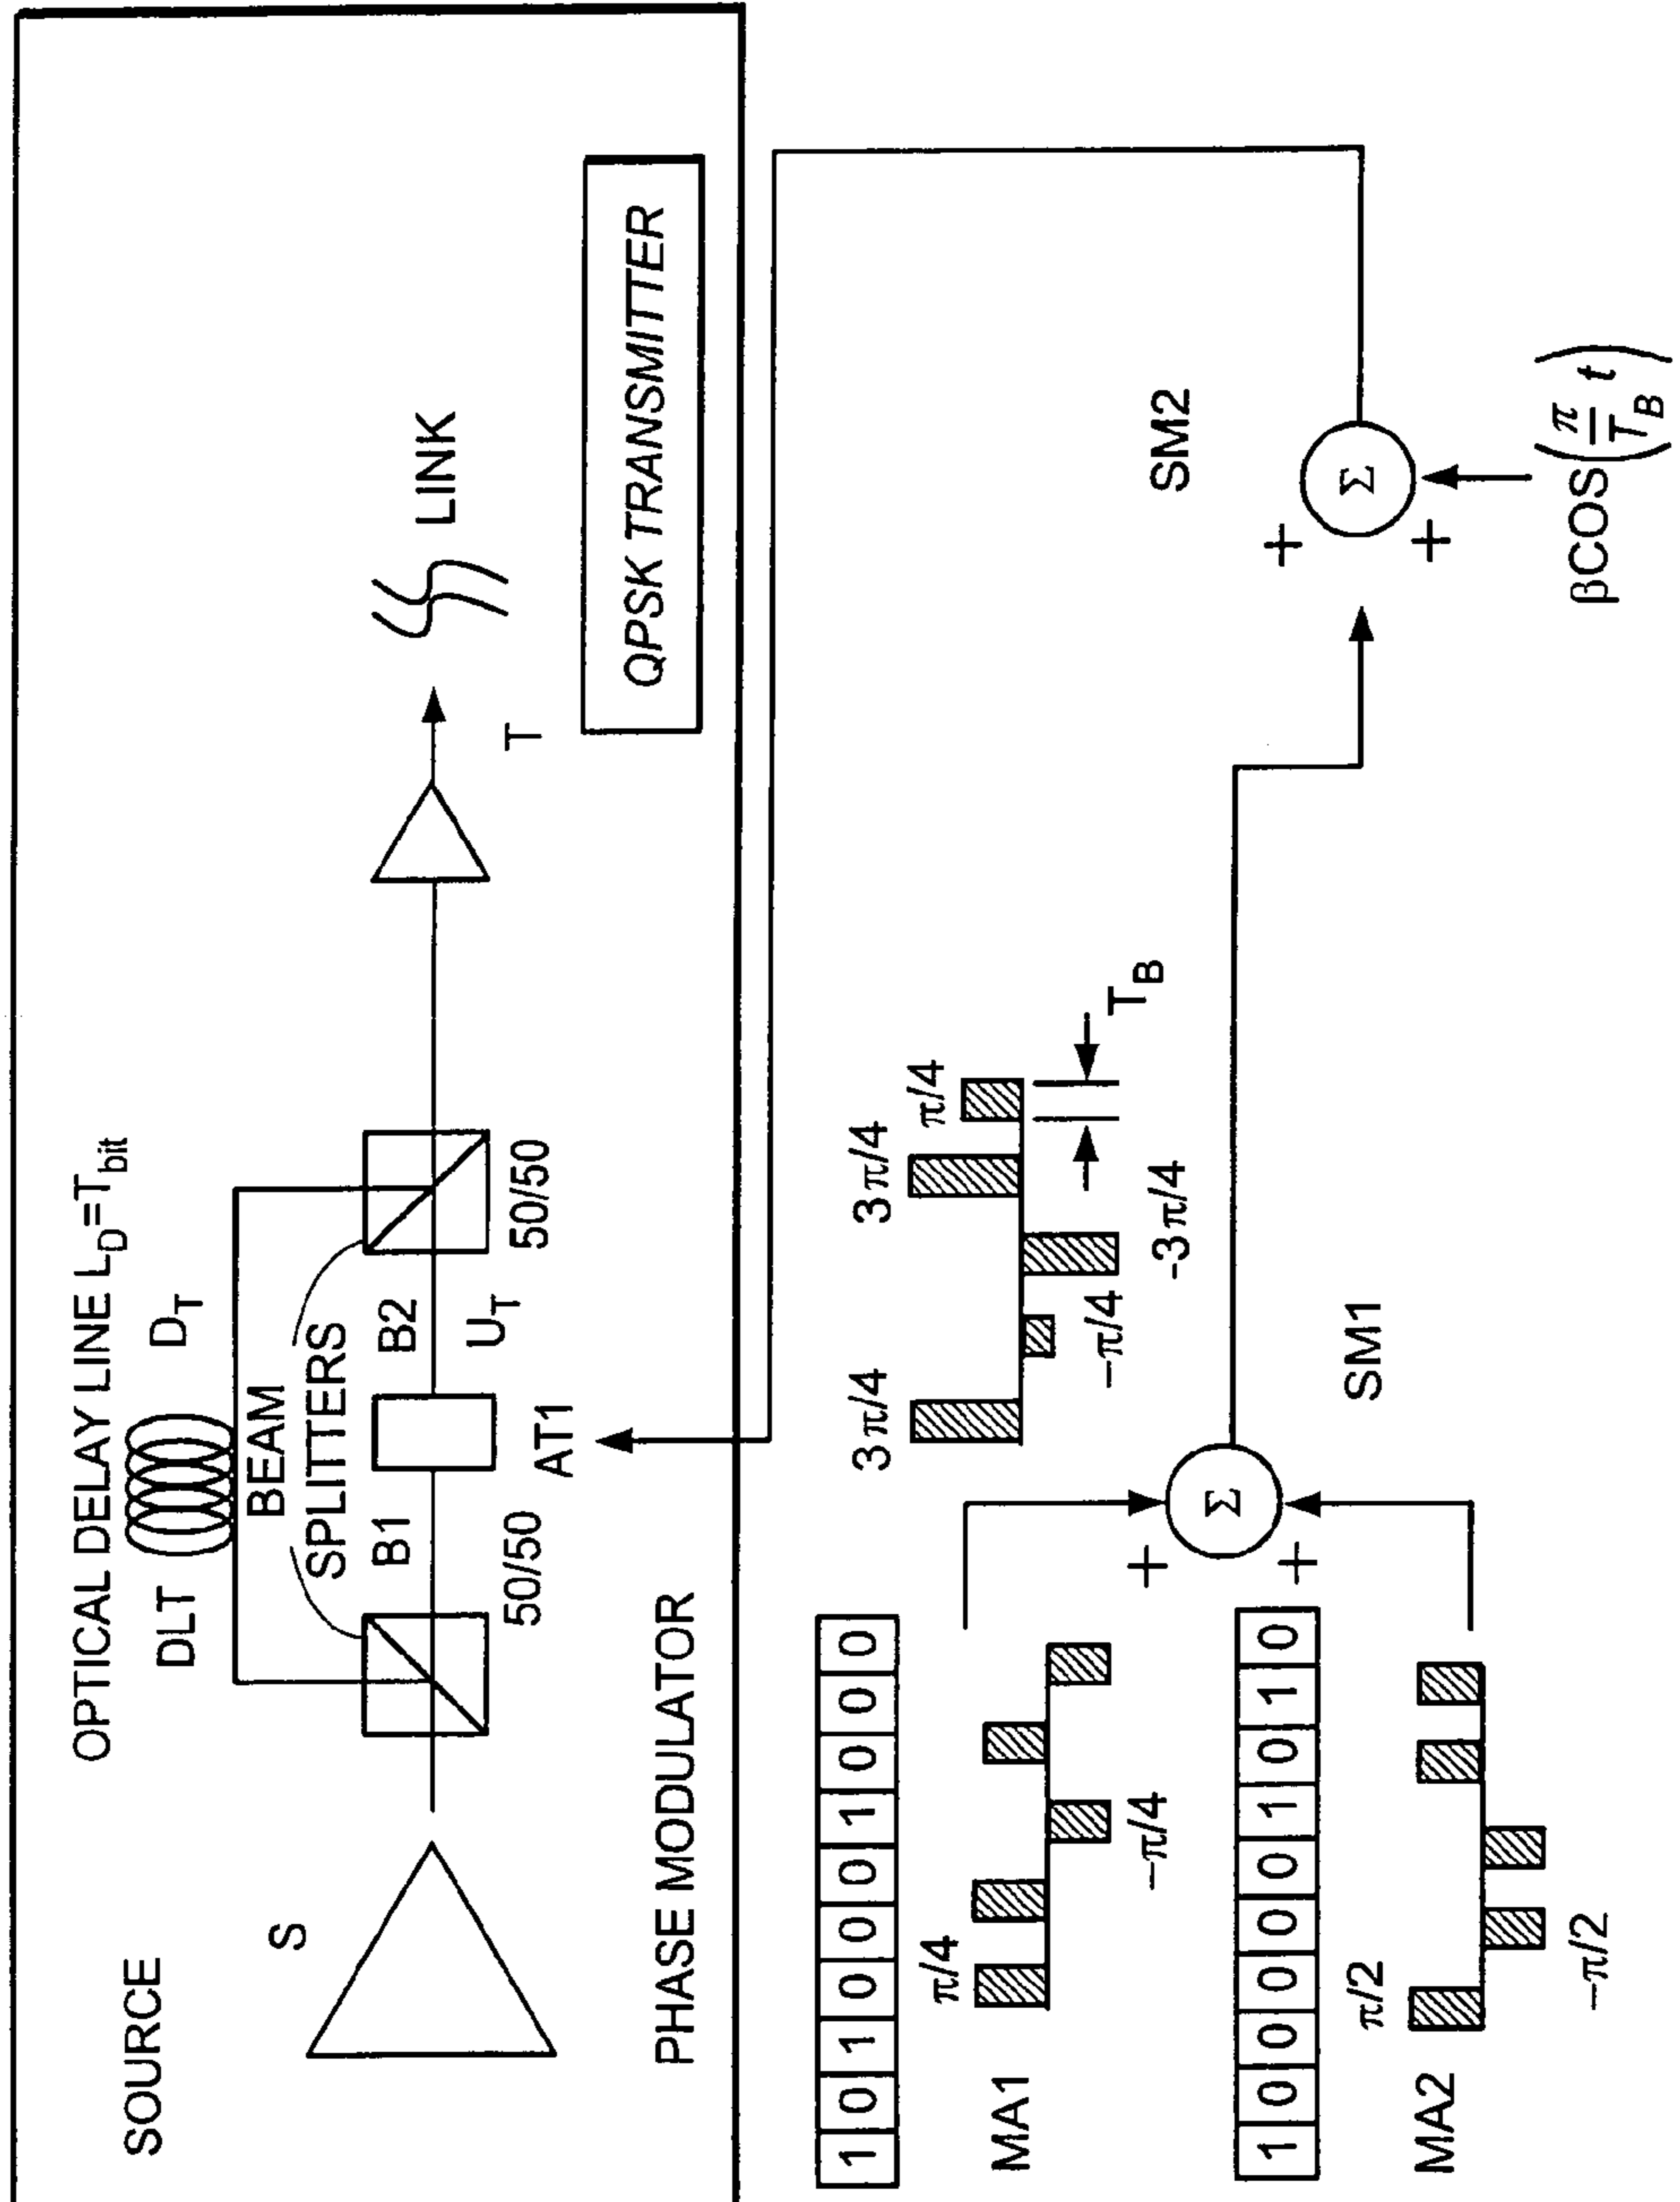 OPTICAL DELAY LINE L_D=T_bit
SOURCE
S
DLT
D_T
BEAM
SPLITTERS
B1
B2
50/50
AT1
U_T
50/50
T
LINK
QPSK TRANSMITTER
PHASE MODULATOR
1 0 1 0 0 0 1 0 0 0
MA1
π/4
−π/4
3π/4
−π/4
-3π/4
3π/4
π/4
T_B
1 0 0 0 0 0 1 0 1 0
MA2
π/2
−π/2
+
Σ
+
SM1
SM2
+
Σ
+
βCOS(π/T_B t)